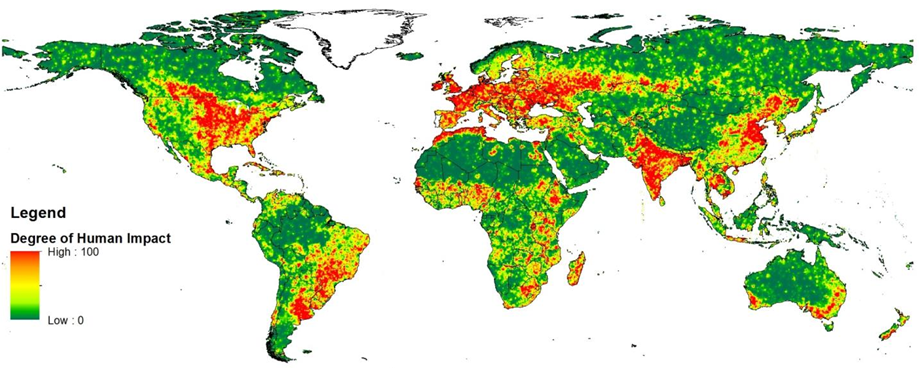 Legend
Degree of Human Impact
High : 100
Low : 0